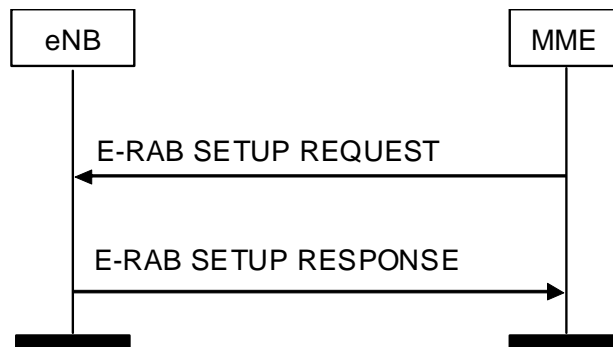 eNB
MME
E-RAB SETUP REQUEST
E-RAB SETUP RESPONSE